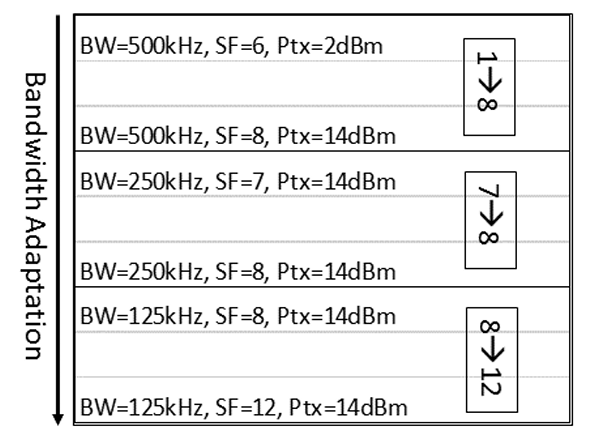 Bandwidth Adaptation
BW=500kHz, SF=6, Ptx=2dBm
1→8
BW=500kHz, SF=8, Ptx=14dBm
BW=250kHz, SF=7, Ptx=14dBm
7→8
BW=250kHz, SF=8, Ptx=14dBm
BW=125kHz, SF=8, Ptx=14dBm
8→12
BW=125kHz, SF=12, Ptx=14dBm